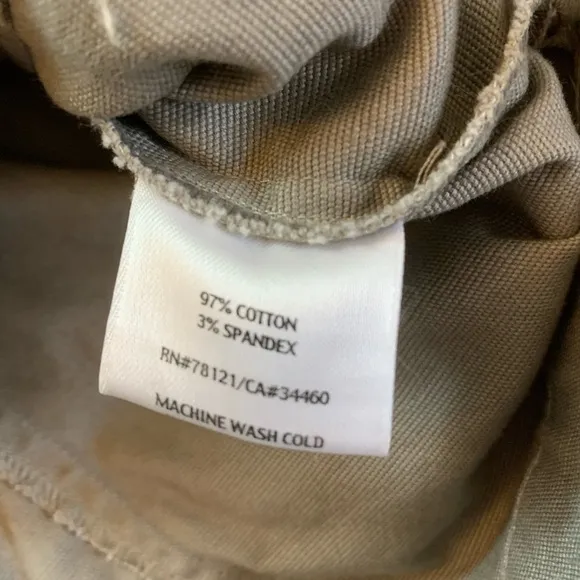 97% COTTON
3% SPANDEX
RN#78121/CA#34460
MACHINE WASH COLD